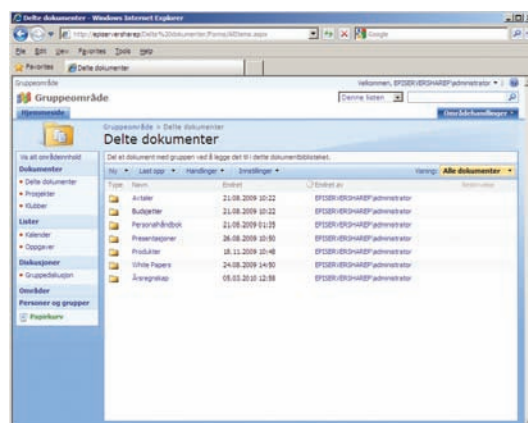 Delte dokumenter - Windows Internet Explorer
Google
File Edit View Favorites Tools Help
Favorites Delte dokumenter
Gruppeområde
Velkommen, EPISERVERSHAREP\administrator
Gruppeområde
Denne listen
Hjemmeside
Områdehandlinger
Gruppeområde > Delte dokumenter
Delte dokumenter
Vis alt områdeinnhold
Del et dokument med gruppen ved å legge det til i dette dokumentbiblioteket.
Dokumenter
Ny Last opp Handlinger Innstillinger Visning: Alle dokumenter
Delte dokumenter
Prosjekter
Klubber
Type Navn Endret Endret av Beskrivelse
Avtaler 21.08.2009 10:22 EPISERVERSHAREP\administrator
Budsjetter 21.08.2009 10:22 EPISERVERSHAREP\administrator
Personalhåndbok 21.08.2009 01:35 EPISERVERSHAREP\administrator
Presentasjoner 26.08.2009 10:50 EPISERVERSHAREP\administrator
Produkter 18.11.2009 10:48 EPISERVERSHAREP\administrator
White Papers 24.08.2009 14:50 EPISERVERSHAREP\administrator
Årsregnskap 05.03.2010 12:58 EPISERVERSHAREP\administrator
Lister
Kalender
Oppgaver
Diskusjoner
Gruppediskusjon
Områder
Personer og grupper
Papirkurv